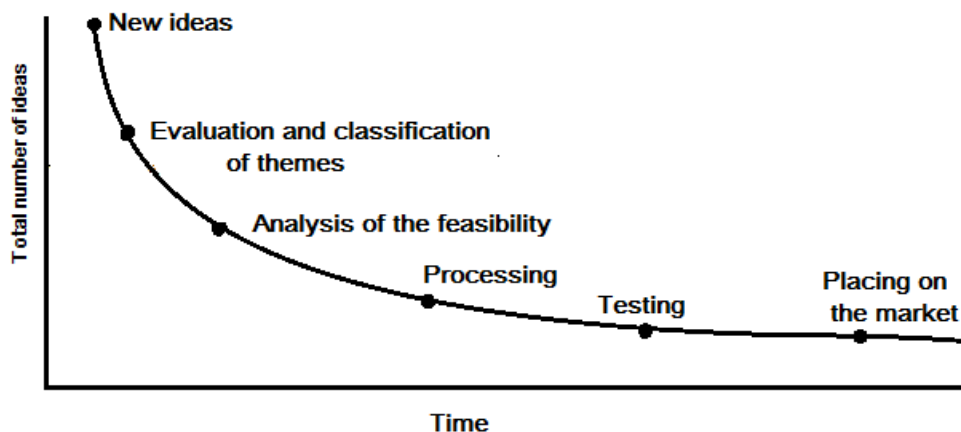 New ideas
Total number of ideas
Evaluation and classification
of themes
Analysis of the feasibility
Processing
Testing
Placing on
the market
Time